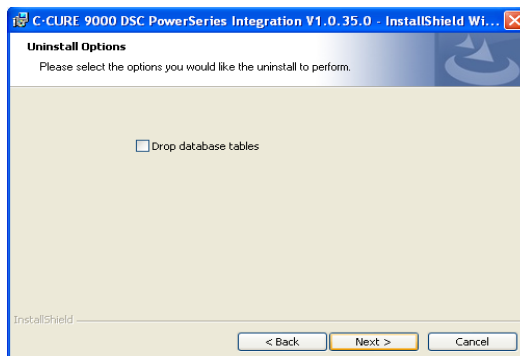 C·CURE 9000 DSC PowerSeries Integration V1.0.35.0 - InstallShield Wi...
Uninstall Options
Please select the options you would like the uninstall to perform.
Drop database tables
InstallShield
< Back Next > Cancel